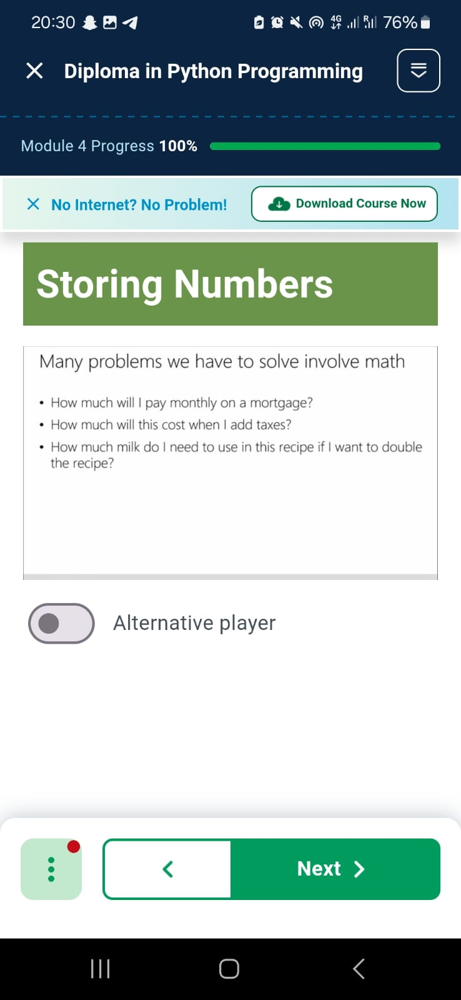 20:30 4G R 76%
Diploma in Python Programming
Module 4 Progress 100%
No Internet? No Problem!
Download Course Now
Storing Numbers
Many problems we have to solve involve math
• How much will I pay monthly on a mortgage?
• How much will this cost when I add taxes?
• How much milk do I need to use in this recipe if I want to double
the recipe?
Alternative player
Next